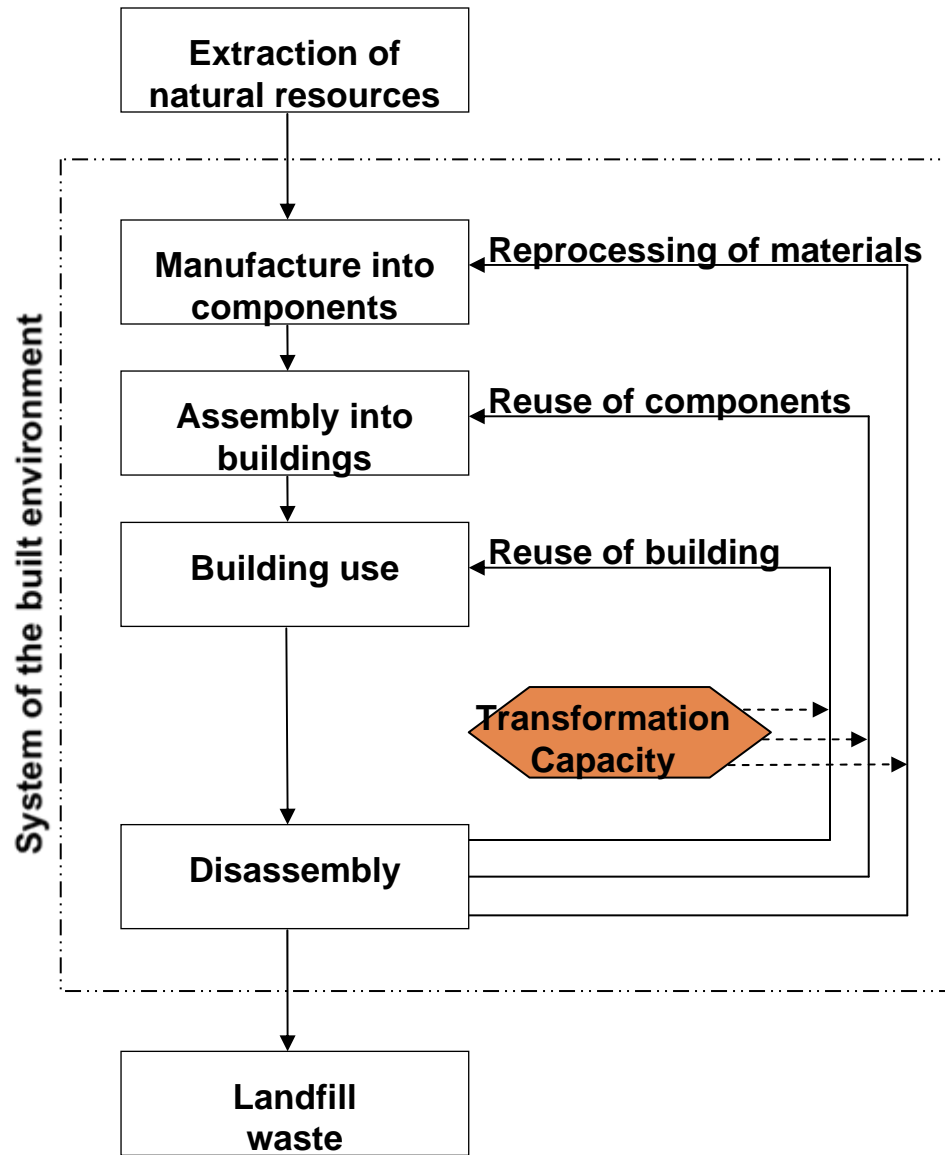 Extraction of
natural resources
System of the built environment
Manufacture into
components
Reprocessing of materials
Assembly into
buildings
Reuse of components
Building use
Reuse of building
Transformation
Capacity
Disassembly
Landfill
waste